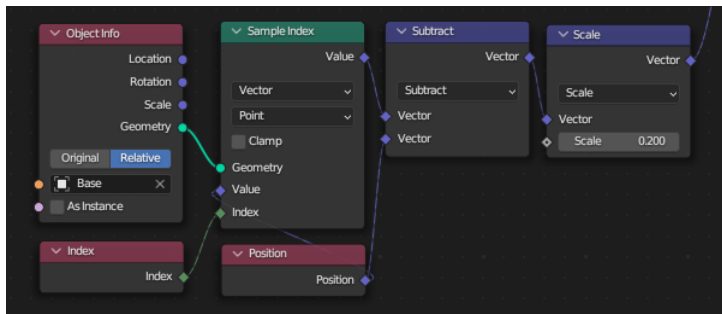 Object Info
Location
Rotation
Scale
Geometry
Original Relative
Base
As Instance
Index
Index
Sample Index
Value
Vector
Point
Clamp
Geometry
Value
Index
Position
Position
Subtract
Vector
Subtract
Vector
Vector
Scale
Vector
Scale
Vector
Scale 0.200